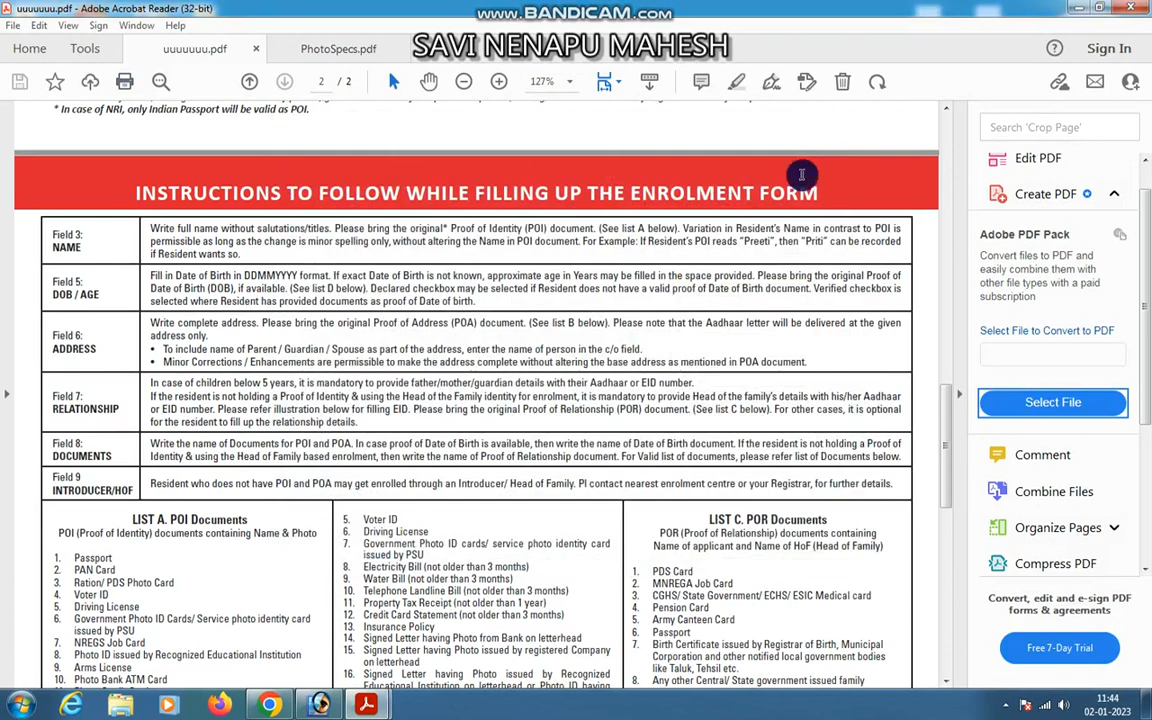 uuuuuuu.pdf - Adobe Acrobat Reader (32-bit)
www.BANDICAM.com
File Edit View Sign Window Help
Home Tools uuuuuuu.pdf × PhotoSpecs.pdf
SAVI NENAPU MAHESH
Sign In
2 / 2
127%
* In case of NRI, only Indian Passport will be valid as POI.
INSTRUCTIONS TO FOLLOW WHILE FILLING UP THE ENROLMENT FORM
Field 3:
NAME
Write full name without salutations/titles. Please bring the original* Proof of Identity (POI) document. (See list A below). Variation in Resident's Name in contrast to POI is
permissible as long as the change is minor spelling only, without altering the Name in POI document. For Example: If Resident's POI reads "Preeti", then "Priti" can be recorded
if Resident wants so.
Field 5:
DOB / AGE
Fill in Date of Birth in DDMMYYYY format. If exact Date of Birth is not known, approximate age in Years may be filled in the space provided. Please bring the original Proof of
Date of Birth (DOB), if available. (See list D below). Declared checkbox may be selected if Resident does not have a valid proof of Date of Birth document. Verified checkbox is
selected where Resident has provided documents as proof of Date of birth.
Field 6:
ADDRESS
Write complete address. Please bring the original Proof of Address (POA) document. (See list B below). Please note that the Aadhaar letter will be delivered at the given
address only.
• To include name of Parent / Guardian / Spouse as part of the address, enter the name of person in the c/o field.
• Minor Corrections / Enhancements are permissible to make the address complete without altering the base address as mentioned in POA document.
Field 7:
RELATIONSHIP
In case of children below 5 years, it is mandatory to provide father/mother/guardian details with their Aadhaar or EID number.
If the resident is not holding a Proof of Identity & using the Head of the Family identity for enrolment, it is mandatory to provide Head of the family's details with his/her Aadhaar
or EID number. Please refer illustration below for filling EID. Please bring the original Proof of Relationship (POR) document. (See list C below). For other cases, it is optional
for the resident to fill up the relationship details.
Field 8:
DOCUMENTS
Write the name of Documents for POI and POA. In case proof of Date of Birth is available, then write the name of Date of Birth document. If the resident is not holding a Proof of
Identity & using the Head of Family based enrolment, then write the name of Proof of Relationship document. For Valid list of documents, please refer list of Documents below.
Field 9
INTRODUCER/HOF
Resident who does not have POI and POA may get enrolled through an Introducer/ Head of Family. Pl contact nearest enrolment centre or your Registrar, for further details.
LIST A. POI Documents
POI (Proof of Identity) documents containing Name & Photo
1. Passport
2. PAN Card
3. Ration/ PDS Photo Card
4. Voter ID
5. Driving License
6. Government Photo ID Cards/ Service photo identity card
issued by PSU
7. NREGS Job Card
8. Photo ID issued by Recognized Educational Institution
9. Arms License
10. Photo Bank ATM Card
5. Voter ID
6. Driving License
7. Government Photo ID cards/ service photo identity card
issued by PSU
8. Electricity Bill (not older than 3 months)
9. Water Bill (not older than 3 months)
10. Telephone Landline Bill (not older than 3 months)
11. Property Tax Receipt (not older than 1 year)
12. Credit Card Statement (not older than 3 months)
13. Insurance Policy
14. Signed Letter having Photo from Bank on letterhead
15. Signed Letter having Photo issued by registered Company
on letterhead
16. Signed Letter having Photo issued by Recognized
Educational Institution on letterhead or Photo ID having
LIST C. POR Documents
POR (Proof of Relationship) documents containing
Name of applicant and Name of HoF (Head of Family)
1. PDS Card
2. MNREGA Job Card
3. CGHS/ State Government/ ECHS/ ESIC Medical card
4. Pension Card
5. Army Canteen Card
6. Passport
7. Birth Certificate issued by Registrar of Birth, Municipal
Corporation and other notified local government bodies
like Taluk, Tehsil etc.
8. Any other Central/ State government issued family
Search 'Crop Page'
Edit PDF
Create PDF
Adobe PDF Pack
Convert files to PDF and
easily combine them with
other file types with a paid
subscription
Select File to Convert to PDF
Select File
Comment
Combine Files
Organize Pages
Compress PDF
Convert, edit and e-sign PDF
forms & agreements
Free 7-Day Trial
11:44
02-01-2023